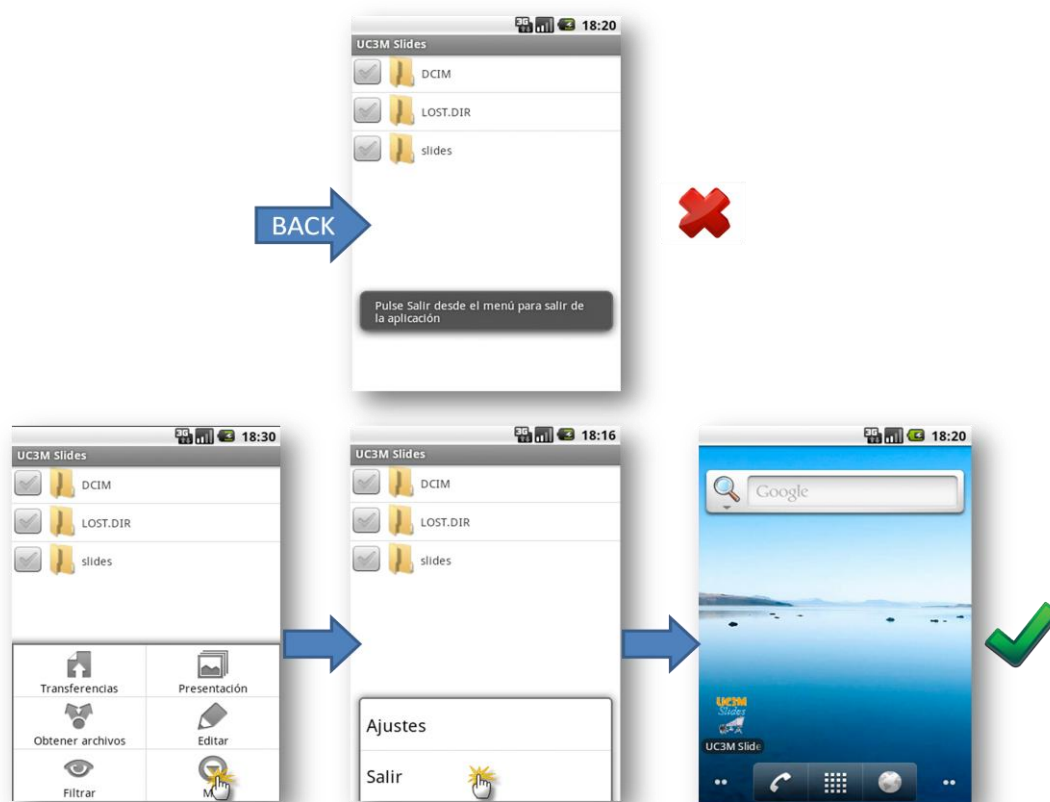 18:20
UC3M Slides
DCIM
LOST.DIR
slides
BACK
Pulse Salir desde el menú para salir de
la aplicación
18:30
UC3M Slides
DCIM
LOST.DIR
slides
Transferencias
Presentación
Obtener archivos
Editar
Filtrar
18:16
UC3M Slides
DCIM
LOST.DIR
slides
Ajustes
Salir
18:20
Google
UC3M
Slides
UC3M Slide